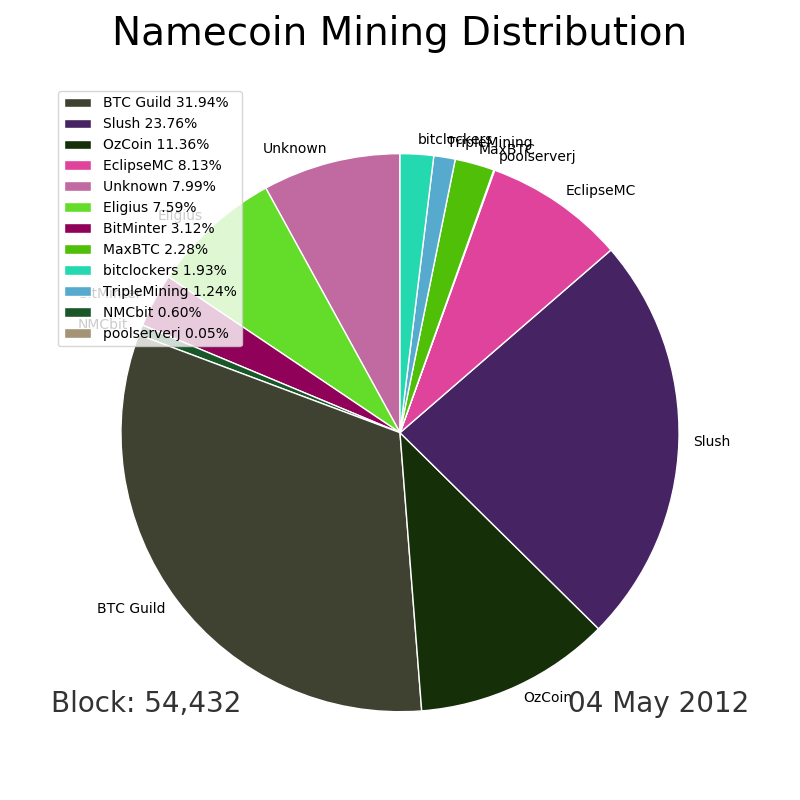 Namecoin Mining Distribution
BTC Guild 31.94%
Slush 23.76%
OzCoin 11.36%
EclipseMC 8.13%
Unknown 7.99%
Eligius 7.59%
BitMinter 3.12%
MaxBTC 2.28%
bitclockers 1.93%
TripleMining 1.24%
NMCbit 0.60%
poolserverj 0.05%
bitclockers
TripleMining
MaxBTC
poolserverj
EclipseMC
Slush
OzCoin
BTC Guild
NMCbit
BitMinter
Eligius
Unknown
Block: 54,432
04 May 2012